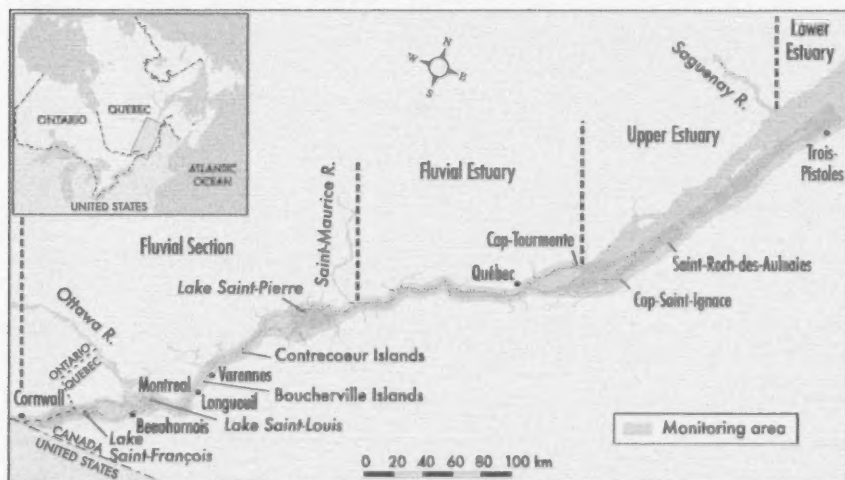 Lower
Estuary
N
W
E
S
Saguenay R.
QUEBEC
ONTARIO
ATLANTIC
OCEAN
UNITED STATES
Upper Estuary
Trois-
Pistoles
Fluvial Estuary
Saint-Maurice R.
Fluvial Section
Cap-Tourmente
Québec
Saint-Roch-des-Aulnaies
Cap-Saint-Ignace
Lake Saint-Pierre
Ottawa R.
Contrecoeur Islands
ONTARIO
QUEBEC
Varennes
Montreal
Boucherville Islands
Cornwall
Longueuil
Beauharnois
Lake Saint-Louis
Lake
Saint-François
CANADA
UNITED STATES
Monitoring area
0 20 40 60 80 100 km